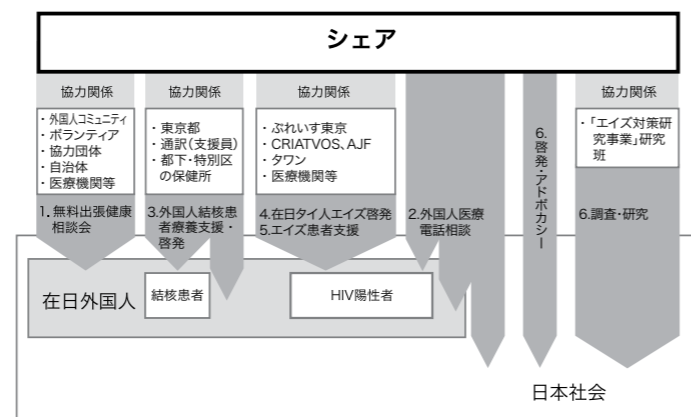 シェア
協力関係
・外国人コミュニティ
・ボランティア
・協力団体
・自治体
・医療機関等
1. 無料出張健康
相談会
協力関係
・東京都
・通訳(支援員)
・都下・特別区
の保健所
3.外国人結核患
者療養支援・
啓発
協力関係
・ぷれいす東京
・CRIATVOS、AJF
・タワン
・医療機関等
4.在日タイ人エイズ啓発
5.エイズ患者支援
2.外国人医療
電話相談
6.啓発・アドボカシー
協力関係
・「エイズ対策研
究事業」研究
班
6.調査・研究
在日外国人
結核患者
HIV陽性者
日本社会